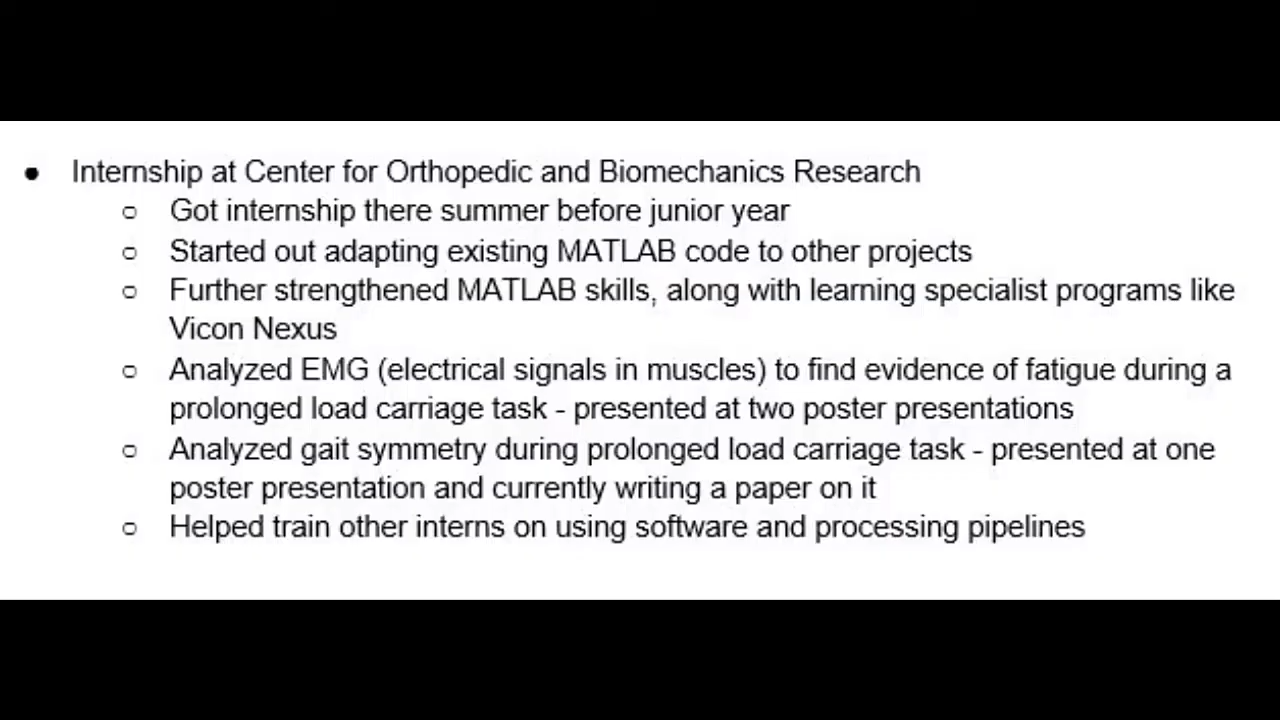 ● Internship at Center for Orthopedic and Biomechanics Research
○ Got internship there summer before junior year
○ Started out adapting existing MATLAB code to other projects
○ Further strengthened MATLAB skills, along with learning specialist programs like
Vicon Nexus
○ Analyzed EMG (electrical signals in muscles) to find evidence of fatigue during a
prolonged load carriage task - presented at two poster presentations
○ Analyzed gait symmetry during prolonged load carriage task - presented at one
poster presentation and currently writing a paper on it
○ Helped train other interns on using software and processing pipelines